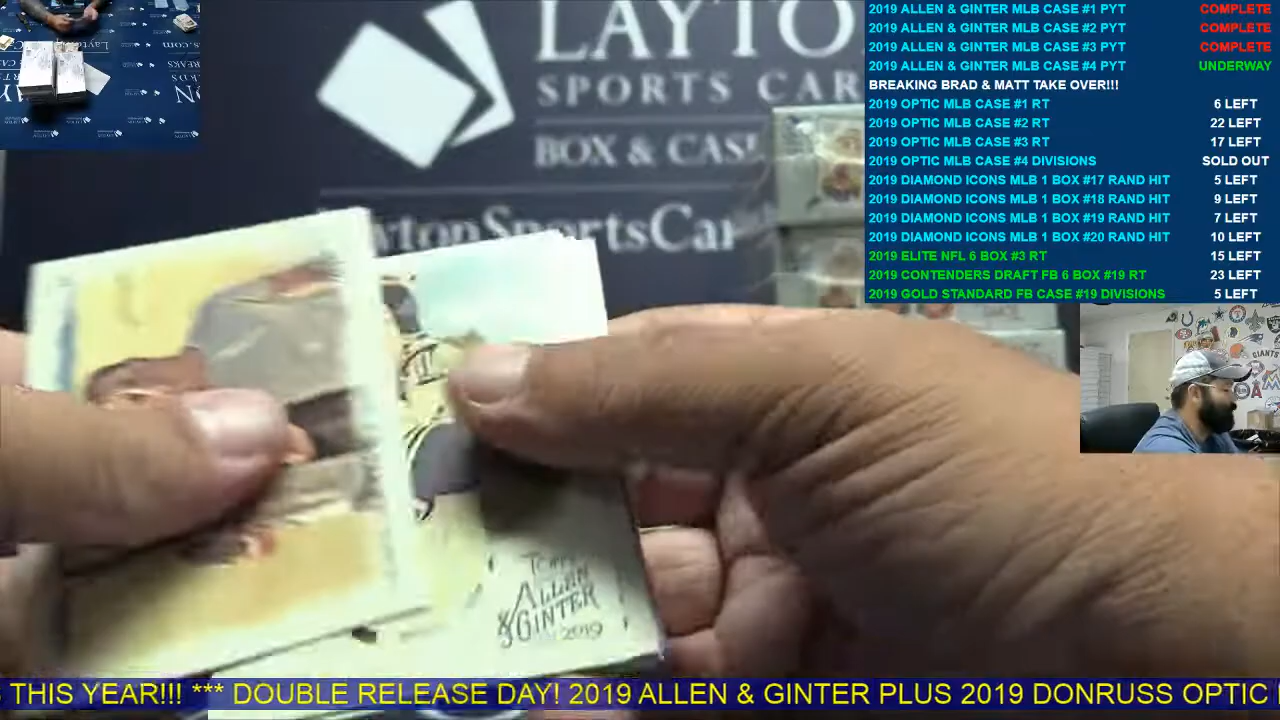 LAYTO
SPORTS CAR
BOX & CAS
ytonSportsCar
2019 ALLEN & GINTER MLB CASE #1 PYT COMPLETE
2019 ALLEN & GINTER MLB CASE #2 PYT COMPLETE
2019 ALLEN & GINTER MLB CASE #3 PYT COMPLETE
2019 ALLEN & GINTER MLB CASE #4 PYT UNDERWAY
BREAKING BRAD & MATT TAKE OVER!!!
2019 OPTIC MLB CASE #1 RT 6 LEFT
2019 OPTIC MLB CASE #2 RT 22 LEFT
2019 OPTIC MLB CASE #3 RT 17 LEFT
2019 OPTIC MLB CASE #4 DIVISIONS SOLD OUT
2019 DIAMOND ICONS MLB 1 BOX #17 RAND HIT 5 LEFT
2019 DIAMOND ICONS MLB 1 BOX #18 RAND HIT 9 LEFT
2019 DIAMOND ICONS MLB 1 BOX #19 RAND HIT 7 LEFT
2019 DIAMOND ICONS MLB 1 BOX #20 RAND HIT 10 LEFT
2019 ELITE NFL 6 BOX #3 RT 15 LEFT
2019 CONTENDERS DRAFT FB 6 BOX #19 RT 23 LEFT
2019 GOLD STANDARD FB CASE #19 DIVISIONS 5 LEFT
TOPPS
ALLEN
& GINTER
2019
THIS YEAR!!! *** DOUBLE RELEASE DAY! 2019 ALLEN & GINTER PLUS 2019 DONRUSS OPTIC